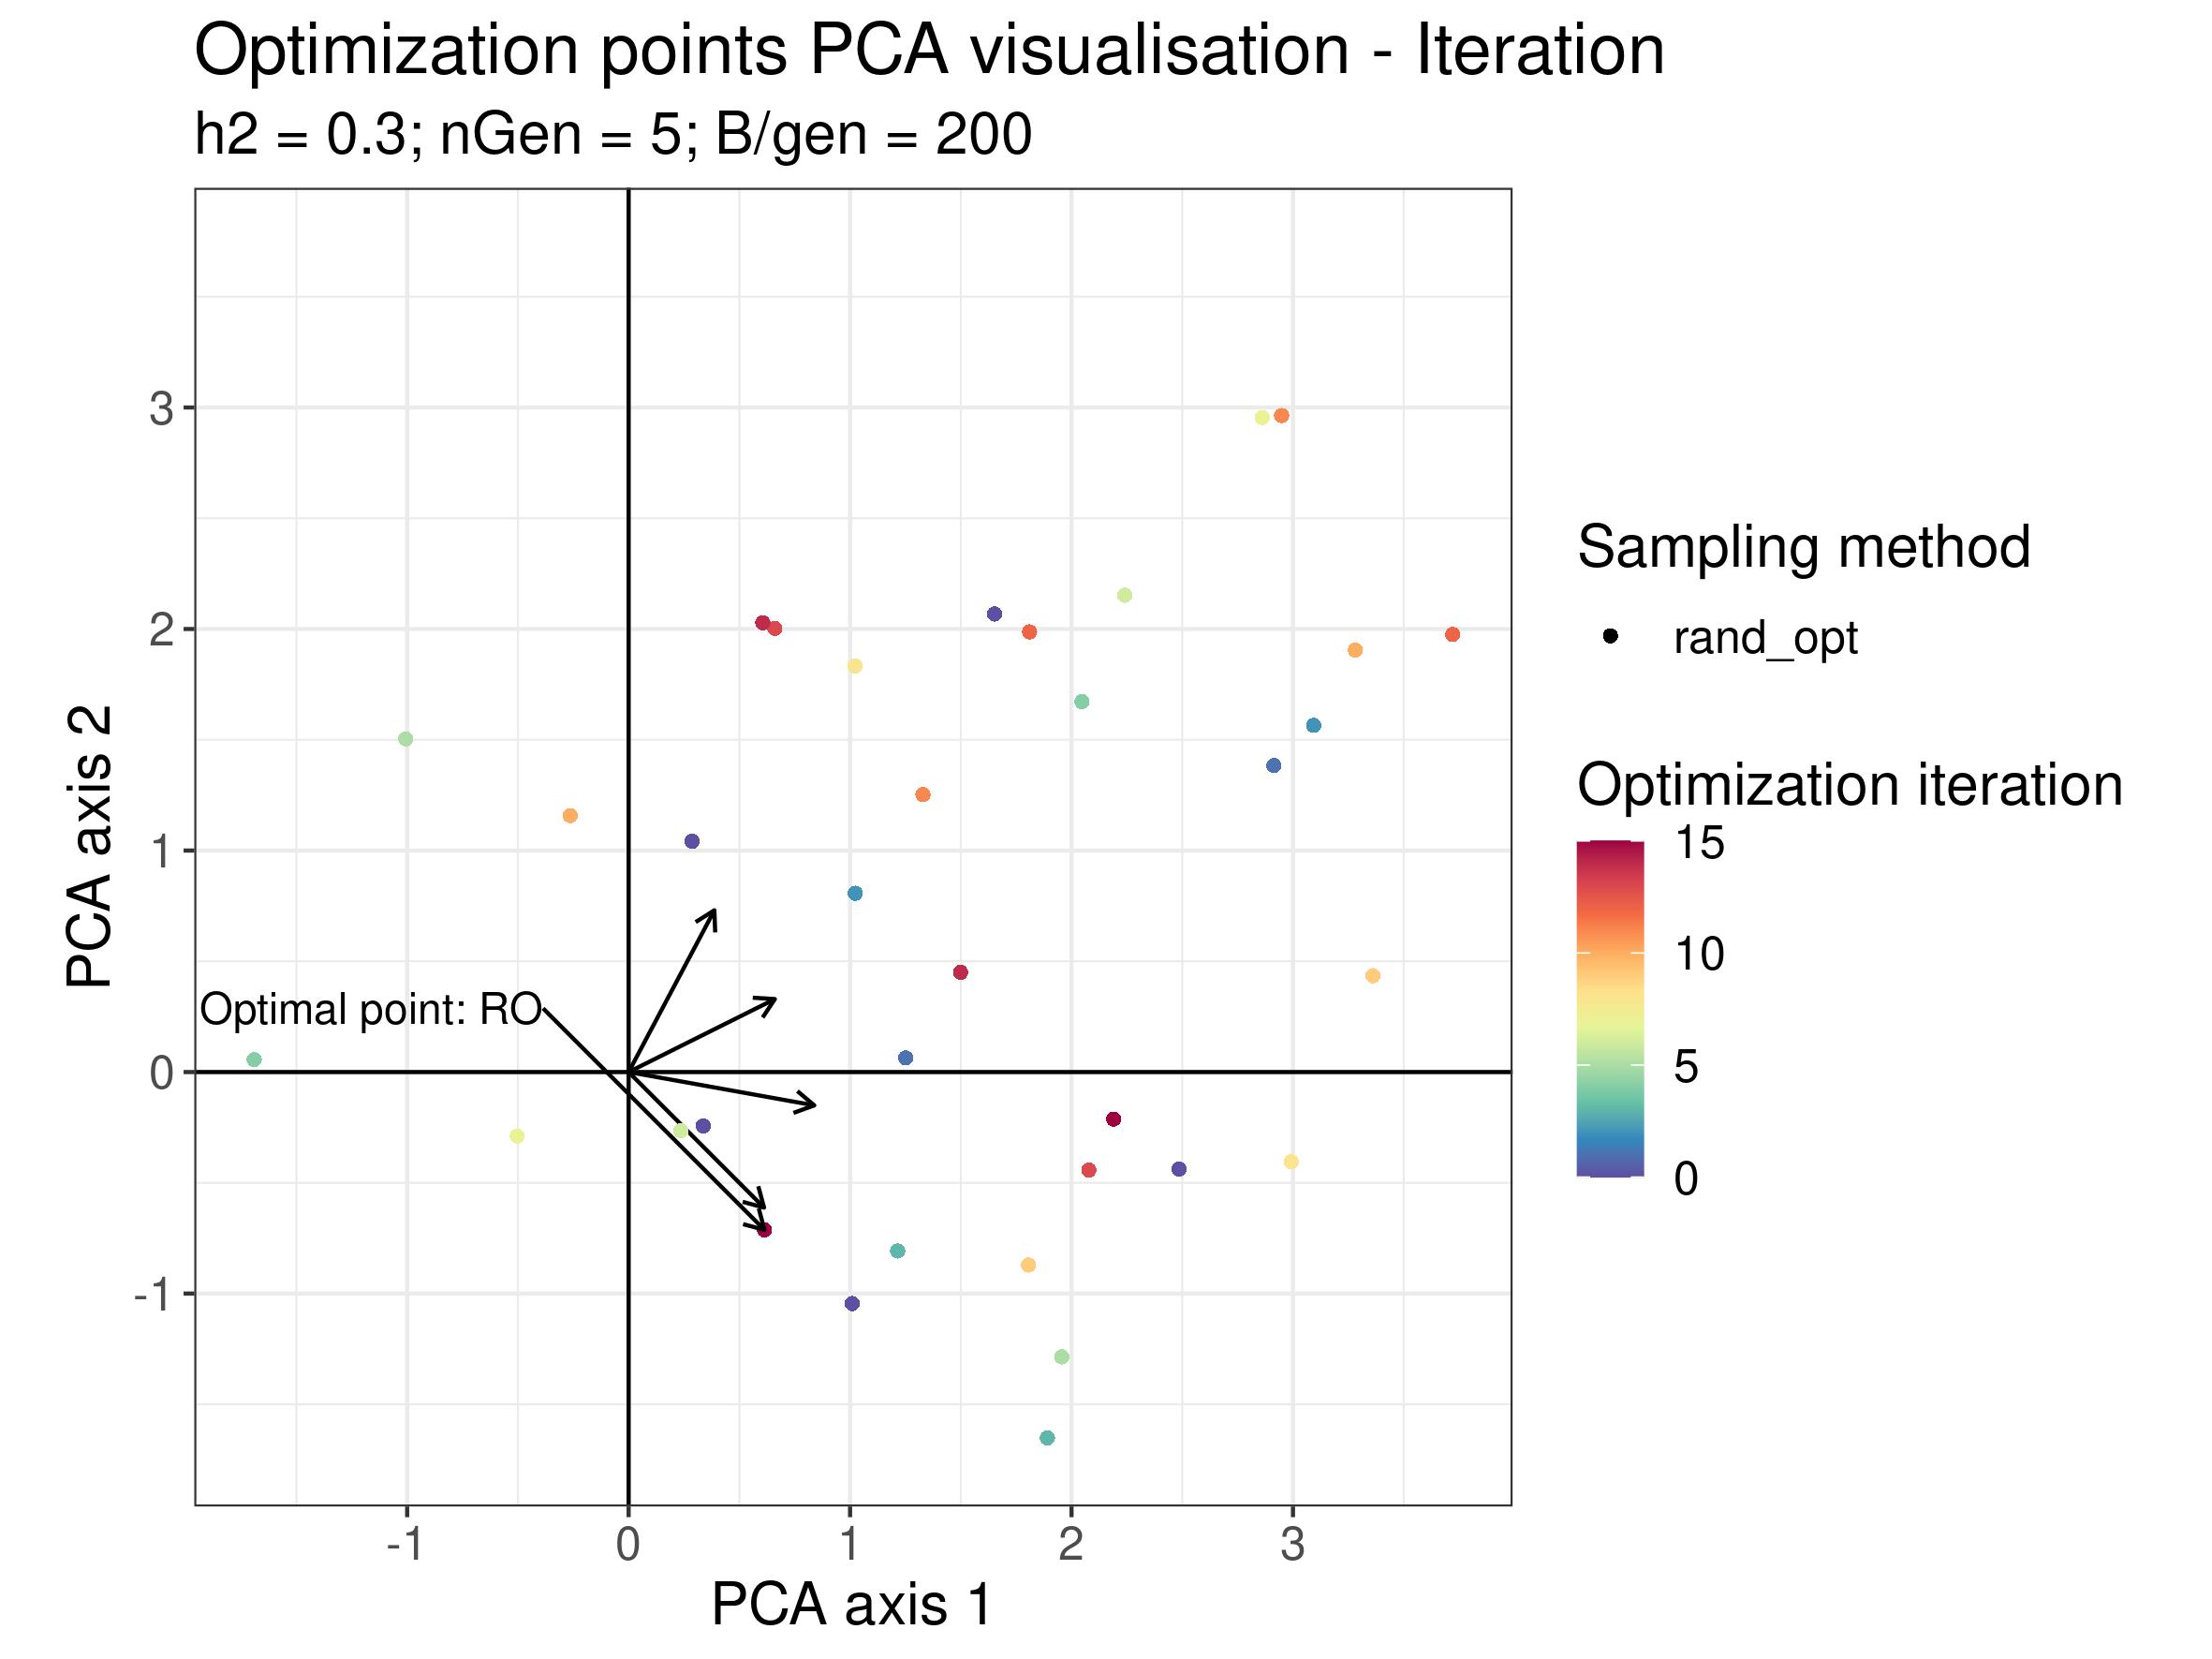 Optimization points PCA visualisation - Iteration
h2 = 0.3; nGen = 5; B/gen = 200
3
2
1
0
-1
PCA axis 2
Optimal point: RO
-1
0
1
2
3
PCA axis 1
Sampling method
rand_opt
Optimization iteration
15
10
5
0